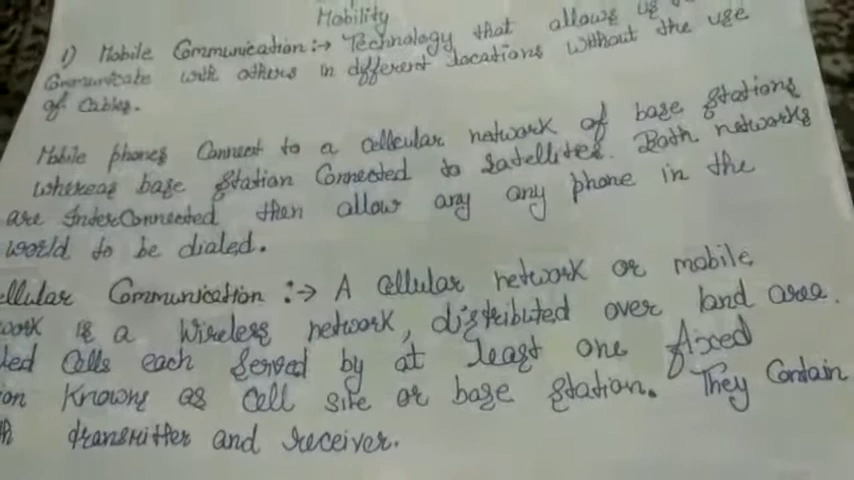 Mobility
1) Mobile Communication :→ Technology that allows us
Communicate with others in different locations without the use
of Cables.
Mobile phones Connect to a cellular network of base stations
whereas base station Connected to satellites. Both networks
are InterConnected then allow any any phone in the
world to be dialed.
ellular Communication :→ A cellular network or mobile
work is a wireless network, distributed over land area.
led Cells each served by at least one fixed
ion Knowns as cell site or base station. They Contain
transmitter and receiver.